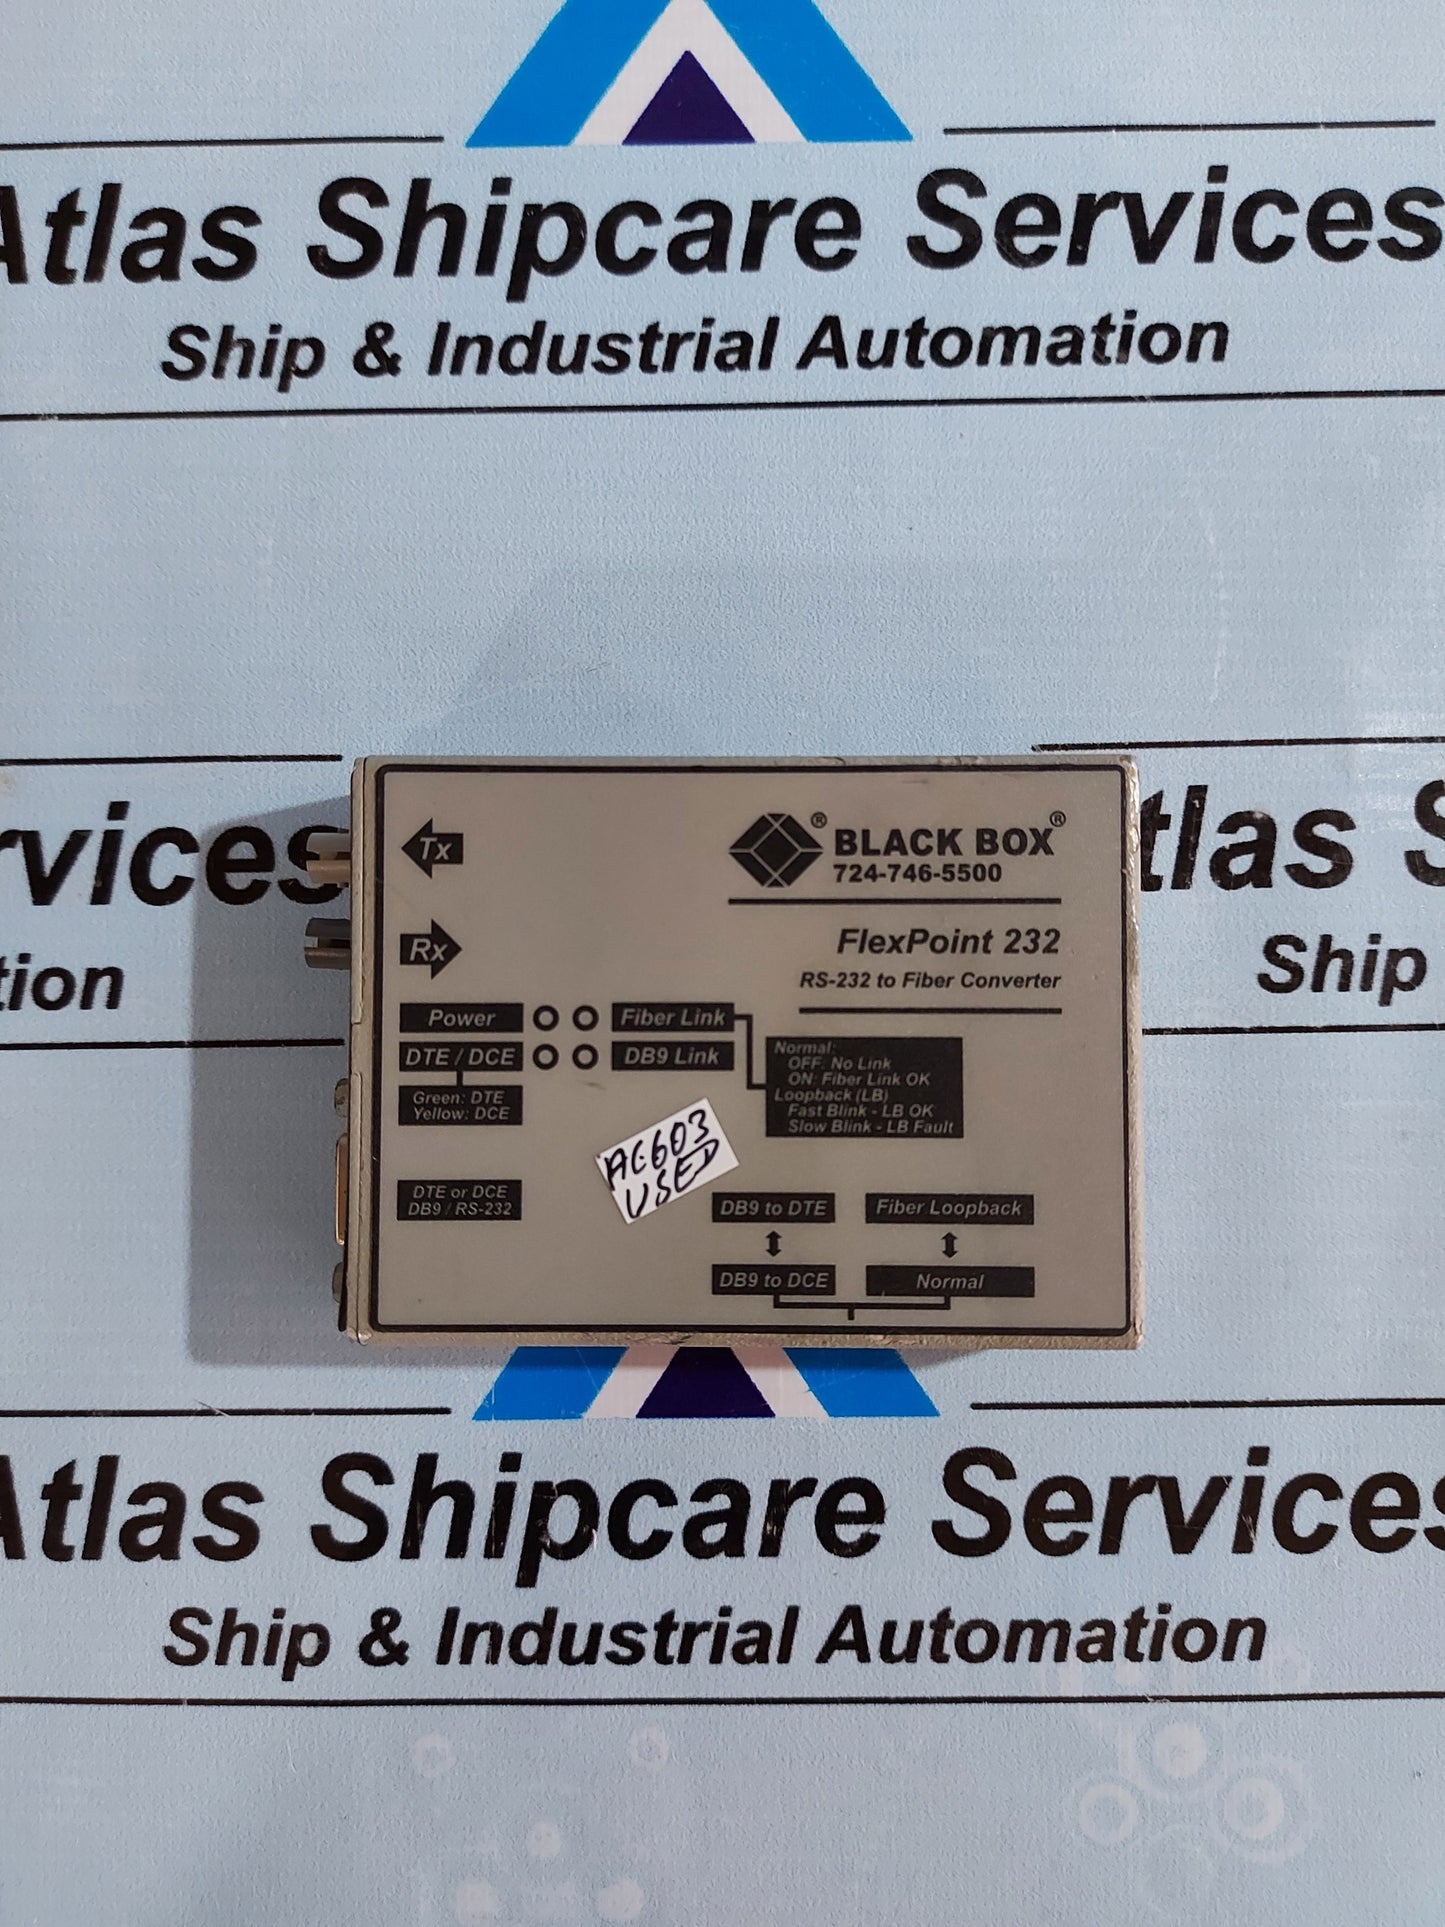 Atlas Shipcare Services
Ship & Industrial Automation
rvices
tion
tlas S
Ship
Tx
Rx
® BLACK BOX ®
724-746-5500
FlexPoint 232
RS-232 to Fiber Converter
Power
Fiber Link
DTE / DCE
DB9 Link
Green: DTE
Yellow: DCE
Normal:
OFF: No Link
ON: Fiber Link OK
Loopback (LB)
Fast Blink - LB OK
Slow Blink - LB Fault
AC603
USED
DTE or DCE
DB9 / RS-232
DB9 to DTE
Fiber Loopback
DB9 to DCE
Normal
Atlas Shipcare Services
Ship & Industrial Automation